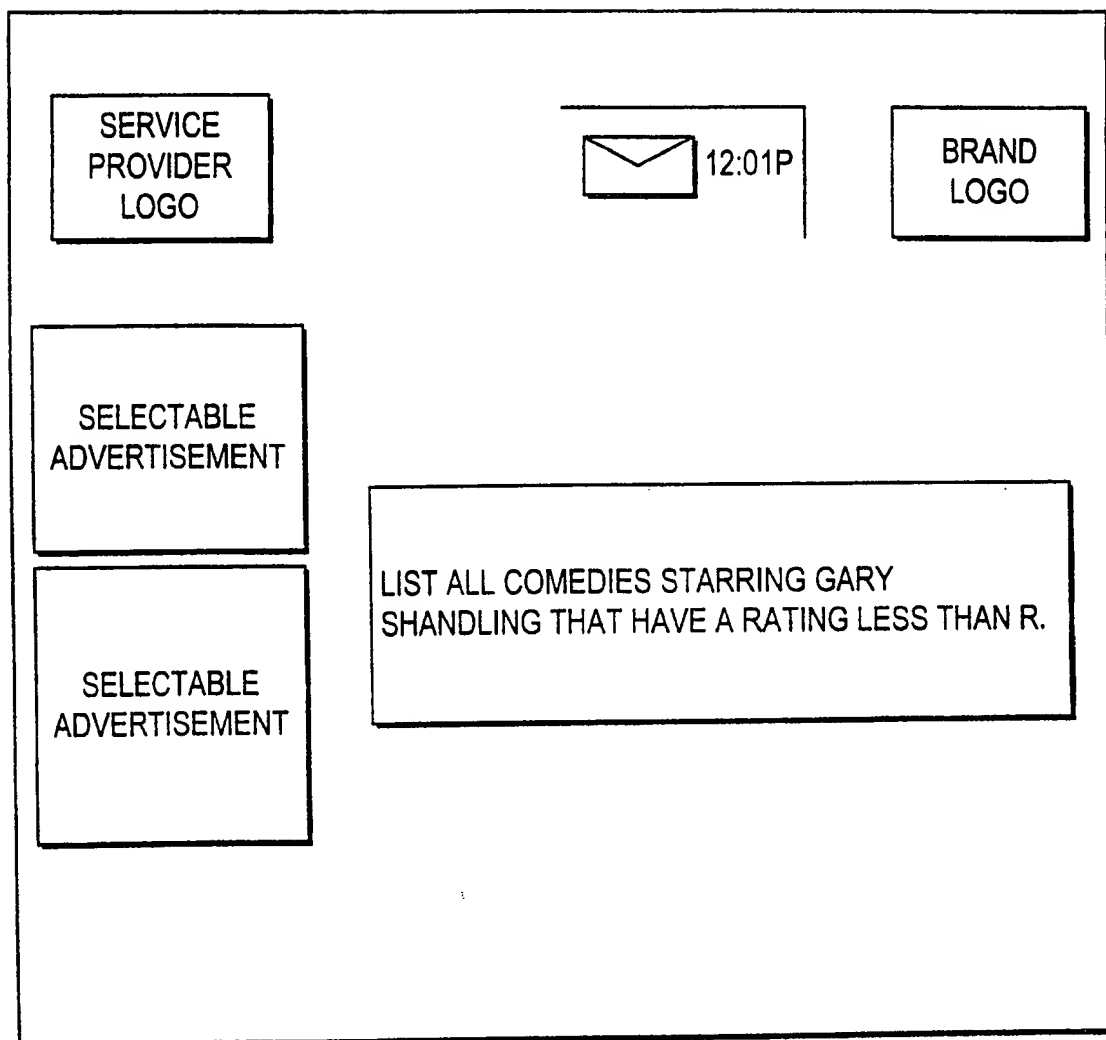 SERVICE
PROVIDER
LOGO
12:01P
BRAND
LOGO
SELECTABLE
ADVERTISEMENT
LIST ALL COMEDIES STARRING GARY
SHANDLING THAT HAVE A RATING LESS THAN R.
SELECTABLE
ADVERTISEMENT